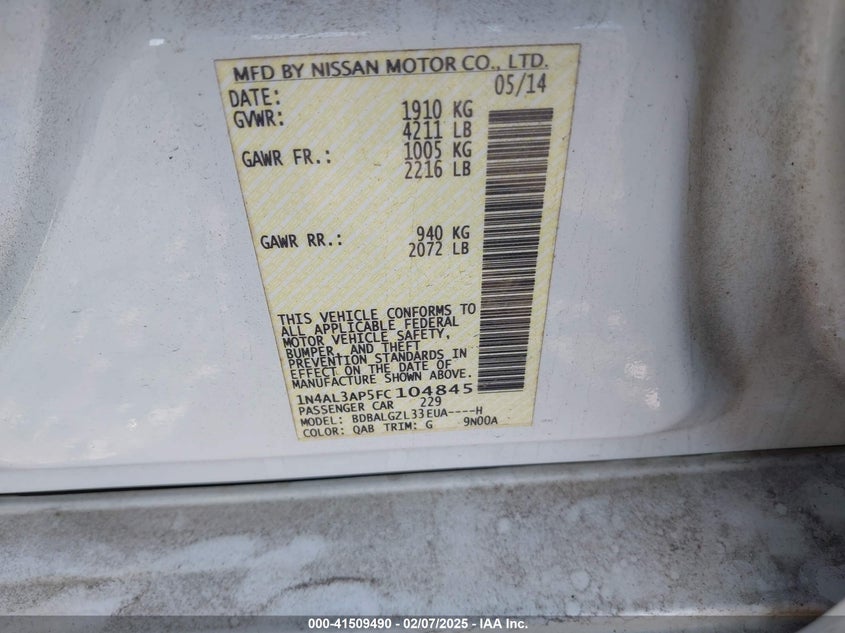 MFD BY NISSAN MOTOR CO., LTD.
DATE: 05/14
GVWR: 1910 KG
4211 LB
GAWR FR.: 1005 KG
2216 LB
GAWR RR.: 940 KG
2072 LB
THIS VEHICLE CONFORMS TO
ALL APPLICABLE FEDERAL
MOTOR VEHICLE SAFETY,
BUMPER, AND THEFT
PREVENTION STANDARDS IN
EFFECT ON THE DATE OF
MANUFACTURE SHOWN ABOVE.
1N4AL3AP5FC104845
PASSENGER CAR 229
MODEL: BDBALGZL33EUA----H
COLOR: QAB TRIM: G 9N00A
000-41509490 - 02/07/2025 - IAA Inc.